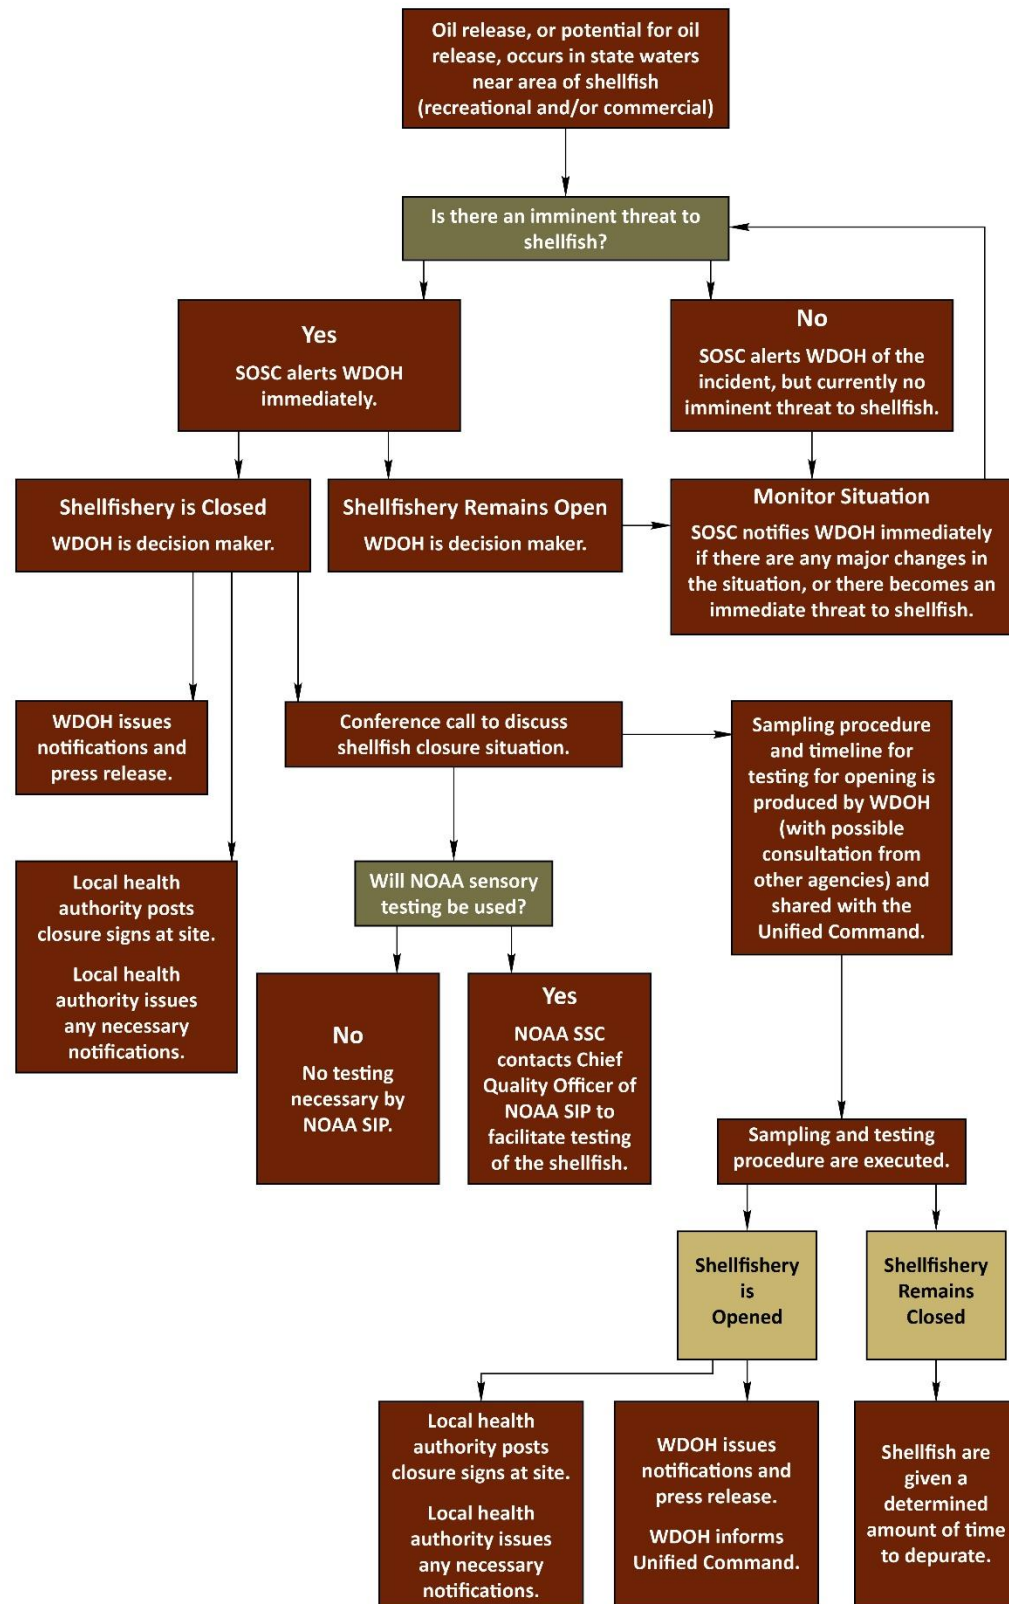 Oil release, or potential for oil
release, occurs in state waters
near area of shellfish
(recreational and/or commercial)
Is there an imminent threat to
shellfish?
Yes
SOSC alerts WDOH
immediately.
No
SOSC alerts WDOH of the
incident, but currently no
imminent threat to shellfish.
Shellfishery is Closed
WDOH is decision maker.
Shellfishery Remains Open
WDOH is decision maker.
Monitor Situation
SOSC notifies WDOH immediately
if there are any major changes in
the situation, or there becomes an
immediate threat to shellfish.
WDOH issues
notifications and
press release.
Conference call to discuss
shellfish closure situation.
Sampling procedure
and timeline for
testing for opening is
produced by WDOH
(with possible
consultation from
other agencies) and
shared with the
Unified Command.
Local health
authority posts
closure signs at site.
Local health
authority issues
any necessary
notifications.
Will NOAA sensory
testing be used?
No
No testing
necessary by
NOAA SIP.
Yes
NOAA SSC
contacts Chief
Quality Officer of
NOAA SIP to
facilitate testing
of the shellfish.
Sampling and testing
procedure are executed.
Shellfishery
is
Opened
Shellfishery
Remains
Closed
Local health
authority posts
closure signs at site.
Local health
authority issues
any necessary
notifications.
WDOH issues
notifications and
press release.
WDOH informs
Unified Command.
Shellfish are
given a
determined
amount of time
to depurate.